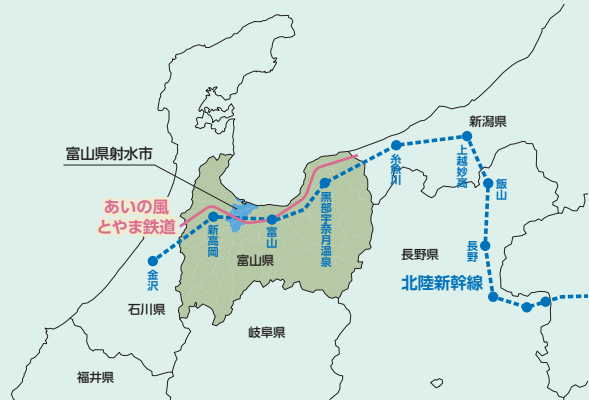 新潟県
富山県射水市
糸魚川
上越妙高
飯山
あいの風
とやま鉄道
黒部宇奈月温泉
新高岡
富山
長野
富山県
長野県
金沢
北陸新幹線
石川県
岐阜県
福井県